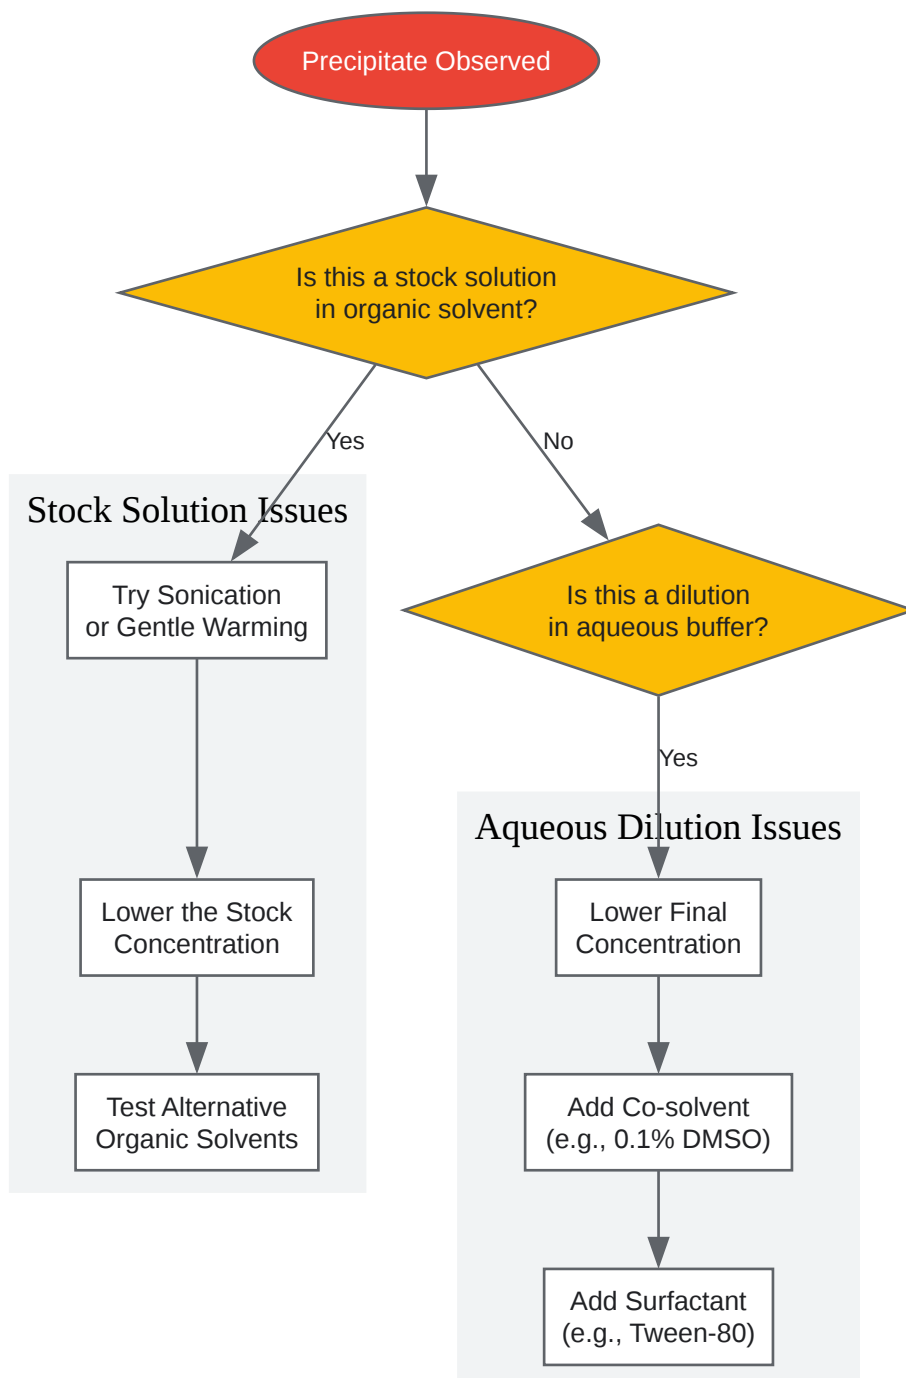 Precipitate Observed
Is this a stock solution
in organic solvent?
Yes
No
Stock Solution Issues
Try Sonication
or Gentle Warming
Is this a dilution
in aqueous buffer?
Yes
Aqueous Dilution Issues
Lower the Stock
Concentration
Lower Final
Concentration
Test Alternative
Organic Solvents
Add Co-solvent
(e.g., 0.1% DMSO)
Add Surfactant
(e.g., Tween-80)